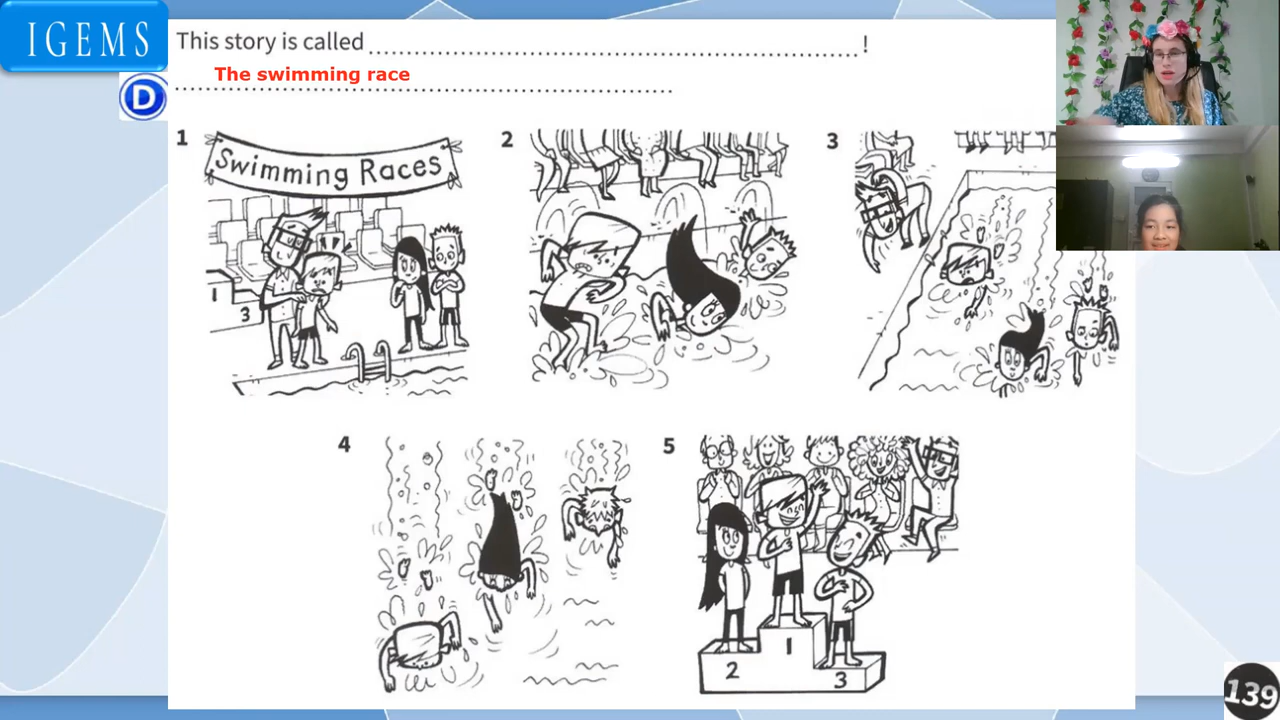 IGEMS
This story is called ........................................................................ !
The swimming race
D
1
2
3
Swimming Races
1
3
4
5
1
2
3
139